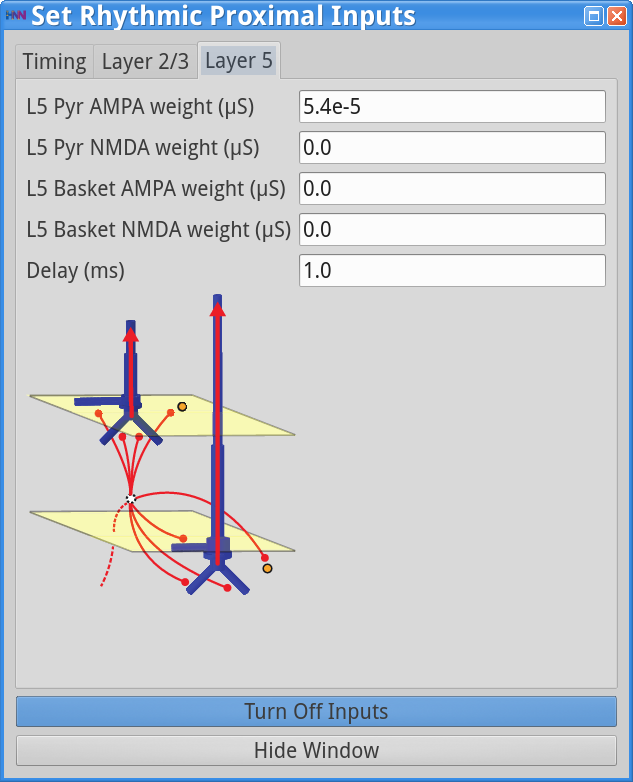 HNN Set Rhythmic Proximal Inputs
Timing Layer 2/3 Layer 5
L5 Pyr AMPA weight (µS) 5.4e-5
L5 Pyr NMDA weight (µS) 0.0
L5 Basket AMPA weight (µS) 0.0
L5 Basket NMDA weight (µS) 0.0
Delay (ms) 1.0
Turn Off Inputs
Hide Window